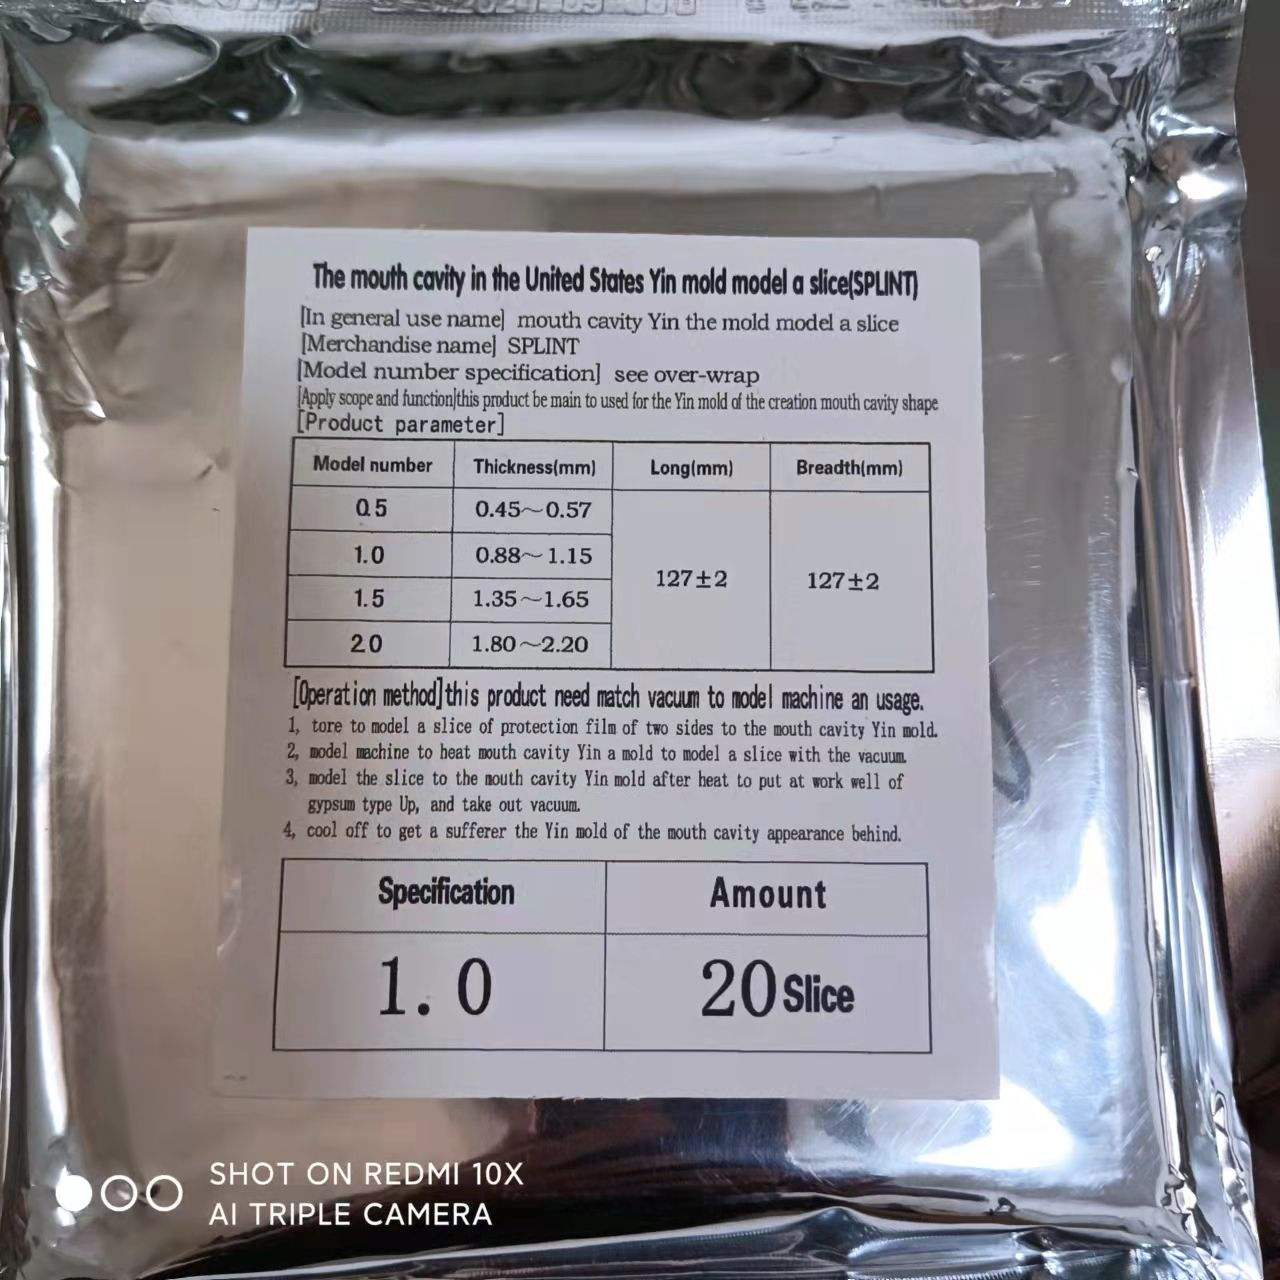 The mouth cavity in the United States Yin mold model a slice(SPLINT)
[In general use name] mouth cavity Yin the mold model a slice
[Merchandise name] SPLINT
[Model number specification] see over-wrap
[Apply scope and function]this product be main to used for the Yin mold of the creation mouth cavity shape
[Product parameter]
Model number Thickness(mm) Long(mm) Breadth(mm)
0.5 0.45～0.57
1.0 0.88～1.15
127±2 127±2
1.5 1.35～1.65
2.0 1.80～2.20
[Operation method]this product need match vacuum to model machine an usage.
1, tore to model a slice of protection film of two sides to the mouth cavity Yin mold.
2, model machine to heat mouth cavity Yin a mold to model a slice with the vacuum.
3, model the slice to the mouth cavity Yin mold after heat to put at work well of
gypsum type Up, and take out vacuum.
4, cool off to get a sufferer the Yin mold of the mouth cavity appearance behind.
Specification Amount
1.0 20 Slice
SHOT ON REDMI 10X
AI TRIPLE CAMERA